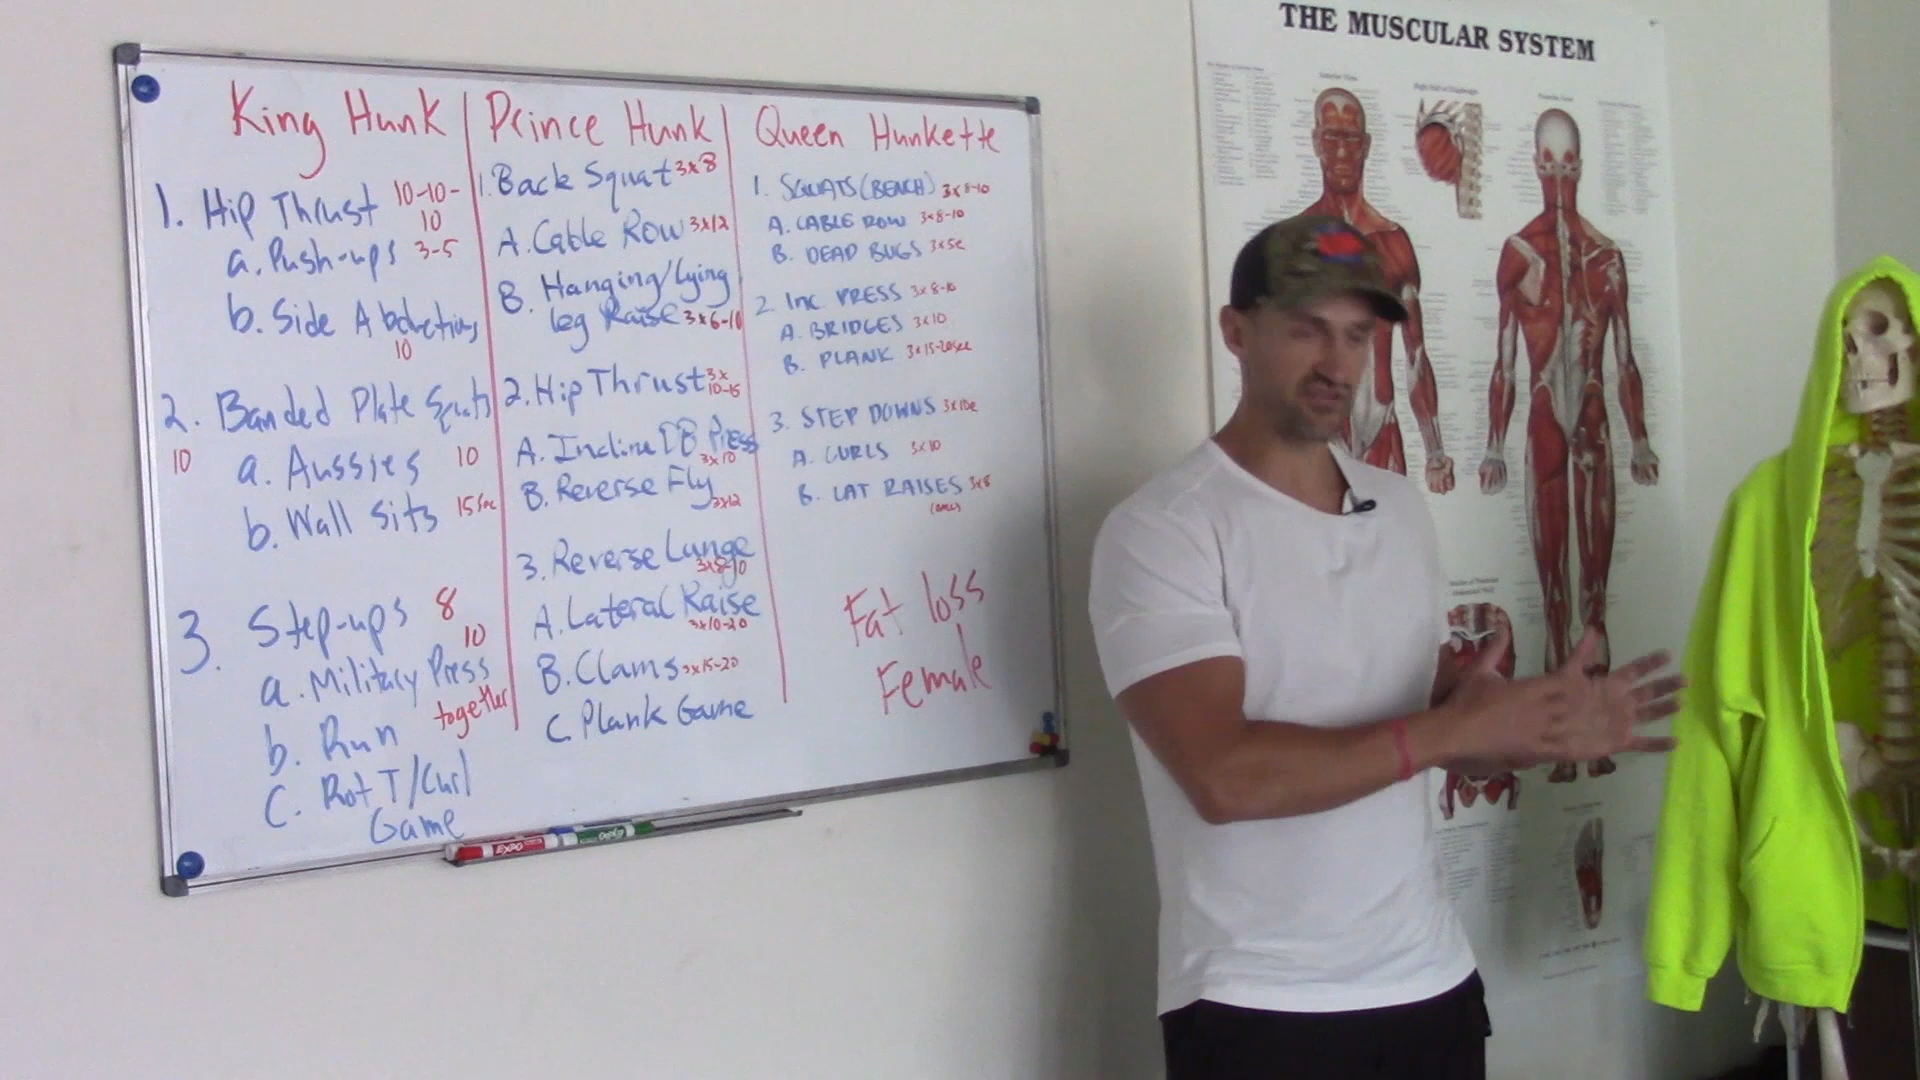 King Hunk
1. Hip Thrust 10-10-
10
a. Push-ups 3-5
b. Side Abductions
10
2. Banded Plate Squats
10 a. Aussies 10
b. Wall Sits 15 Sec
3. Step-ups 8
10
a. Military Press
together
b. Run
C. Rot T/Curl
Game
Prince Hunk
1. Back Squat 3x8
A. Cable Row 3x12
B. Hanging/Lying
leg Raise 3x6-10
2. Hip Thrust 3x
10-15
A. Incline DB Press
3x10
B. Reverse Fly
3x12
3. Reverse Lunge
3x8-10
A. Lateral Raise
3x10-20
B. Clams 3x15-20
C. Plank Game
Queen Hunkette
1. SQUATS (BENCH) 3x8-10
A. CABLE ROW 3x8-10
B. DEAD BUGS 3x5e
2. INC PRESS 3x8-10
A. BRIDGES 3x10
B. PLANK 3x15-20sec
3. STEP DOWNS 3x10e
A. CURLS 3x10
B. LAT RAISES 3x8
Fat loss
Female
EXPO
EXPO
THE MUSCULAR SYSTEM